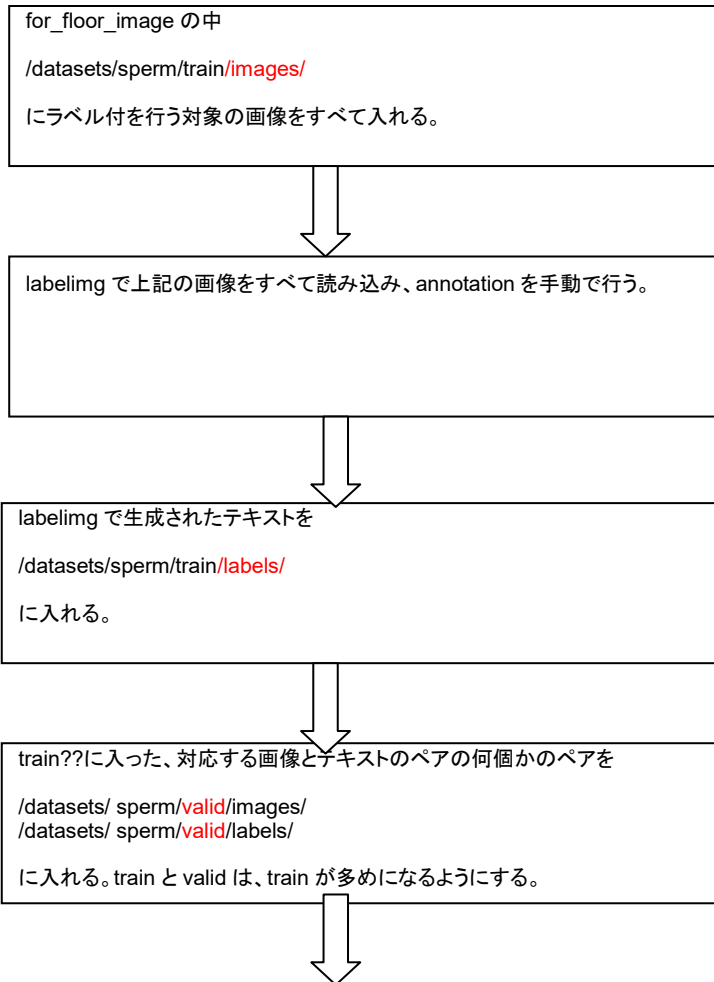 for_floor_image の中
/datasets/sperm/train/images/
にラベル付を行う対象の画像をすべて入れる。
labelimg で上記の画像をすべて読み込み、annotation を手動で行う。
labelimg で生成されたテキストを
/datasets/sperm/train/labels/
に入れる。
train??に入った、対応する画像とテキストのペアの何個かのペアを
/datasets/ sperm/valid/images/
/datasets/ sperm/valid/labels/
に入れる。train と valid は、train が多めになるようにする。